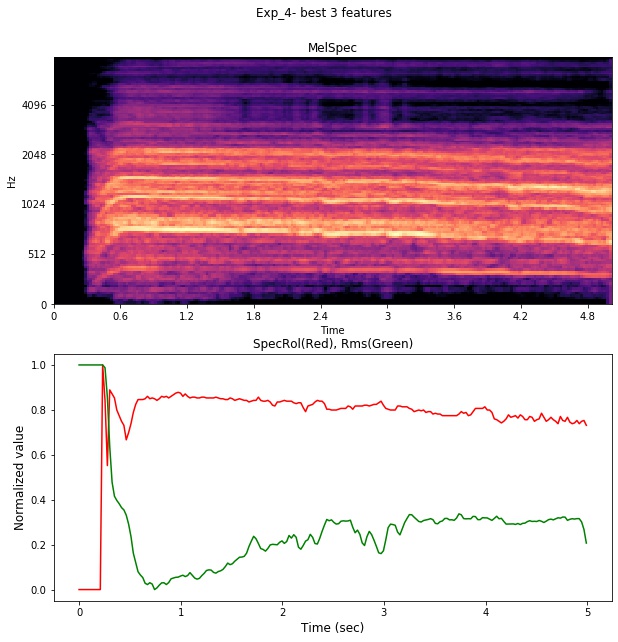 Exp_4- best 3 features
MelSpec
4096
2048
1024
512
0
Hz
0 0.6 1.2 1.8 2.4 3 3.6 4.2 4.8
Time
SpecRol(Red), Rms(Green)
1.0
0.8
0.6
0.4
0.2
0.0
Normalized value
0 1 2 3 4 5
Time (sec)